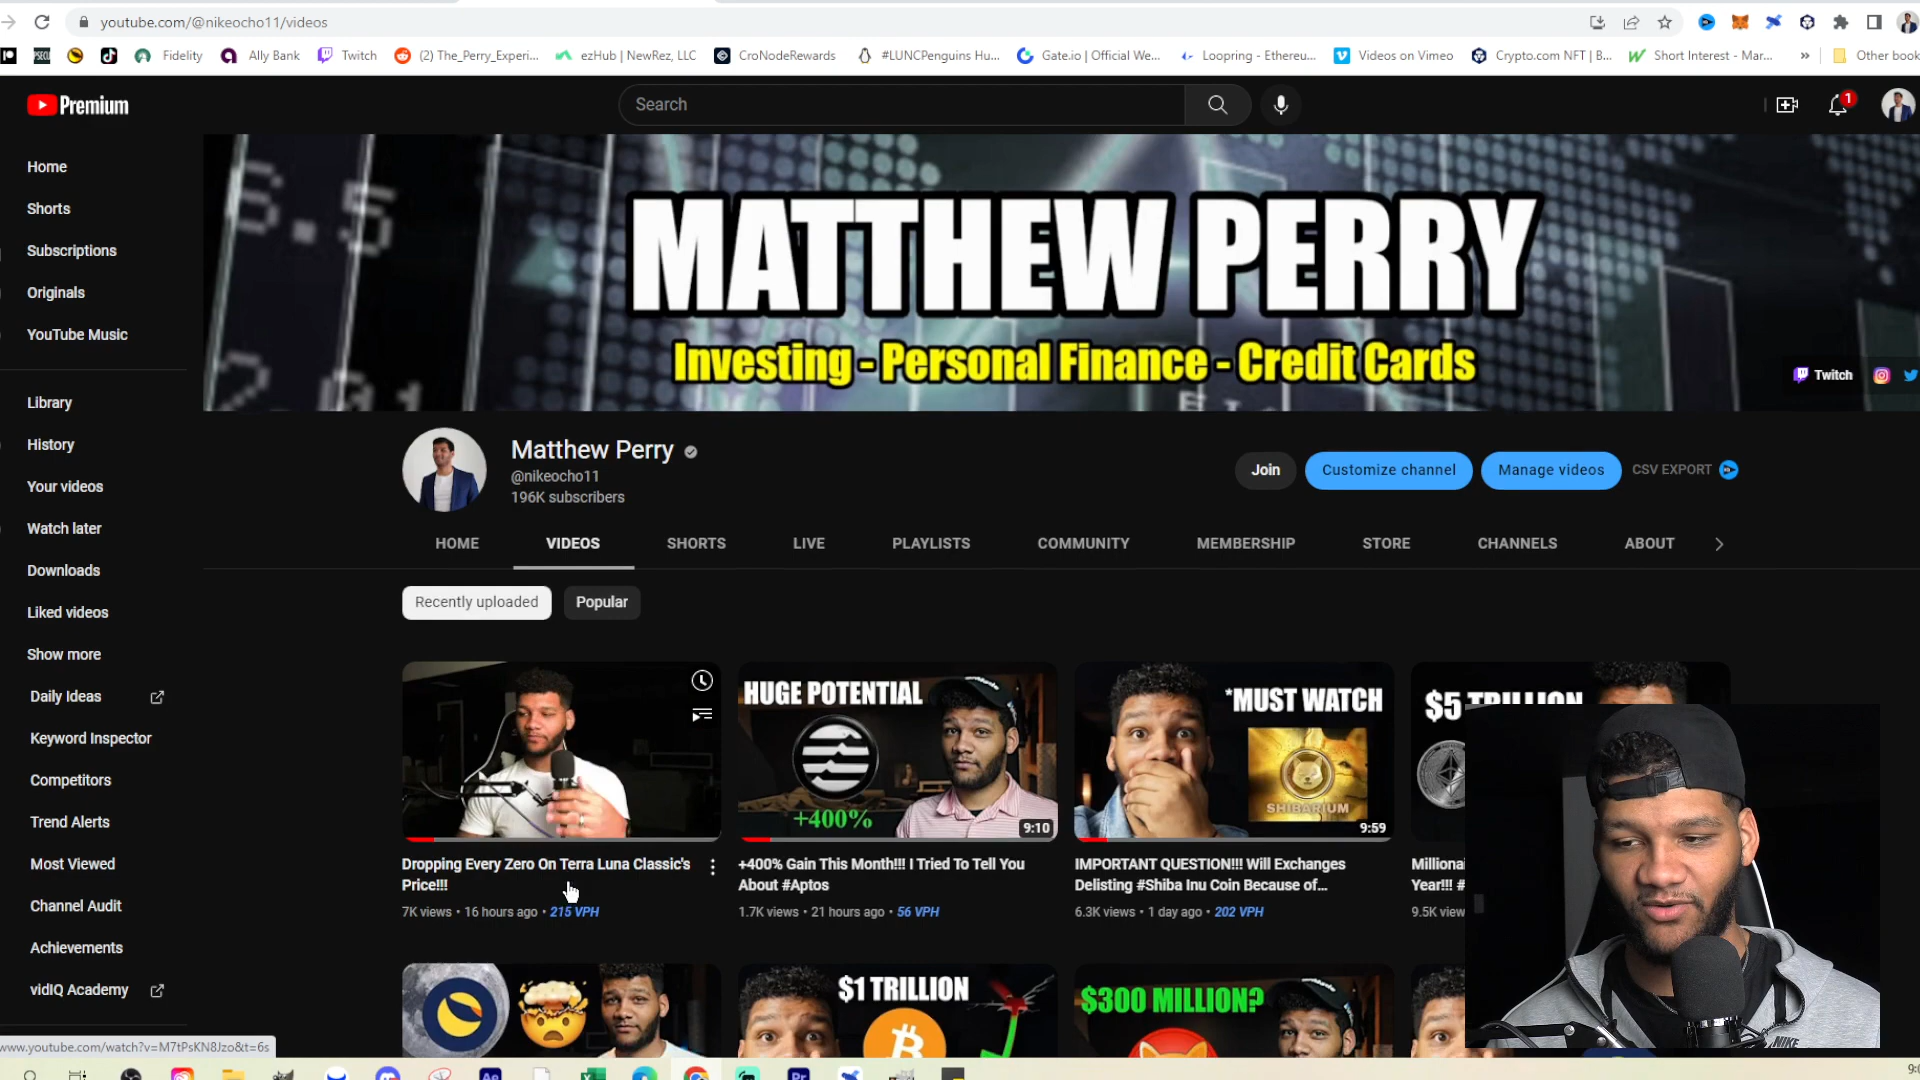 youtube.com/@nikeocho11/videos
Fidelity
Ally Bank
Twitch
(2) The_Perry_Experi...
ezHub | NewRez, LLC
CroNodeRewards
#LUNCPenguins Hu...
Gate.io | Official We...
Loopring - Ethereu...
Videos on Vimeo
Crypto.com NFT | B...
Short Interest - Mar...
»
Other book
Premium
Search
1
Home
Shorts
Subscriptions
Originals
YouTube Music
Library
History
Your videos
Watch later
Downloads
Liked videos
Show more
Daily Ideas
Keyword Inspector
Competitors
Trend Alerts
Most Viewed
Channel Audit
Achievements
vidIQ Academy
MATTHEW PERRY
Investing - Personal Finance - Credit Cards
Twitch
Matthew Perry
@nikeocho11
196K subscribers
Join
Customize channel
Manage videos
CSV EXPORT
HOME
VIDEOS
SHORTS
LIVE
PLAYLISTS
COMMUNITY
MEMBERSHIP
STORE
CHANNELS
ABOUT
Recently uploaded
Popular
HUGE POTENTIAL
+400%
9:10
*MUST WATCH
SHIBARIUM
9:59
$5 TRILLION
Dropping Every Zero On Terra Luna Classic's
Price!!!
7K views • 16 hours ago • 215 VPH
+400% Gain This Month!!! I Tried To Tell You
About #Aptos
1.7K views • 21 hours ago • 56 VPH
IMPORTANT QUESTION!!! Will Exchanges
Delisting #Shiba Inu Coin Because of...
6.3K views • 1 day ago • 202 VPH
Millionai
Year!!! #
9.5K view
$1 TRILLION
$300 MILLION?
NIKE
www.youtube.com/watch?v=M7tPsKN8Jzo&t=6s
Ae
Pr